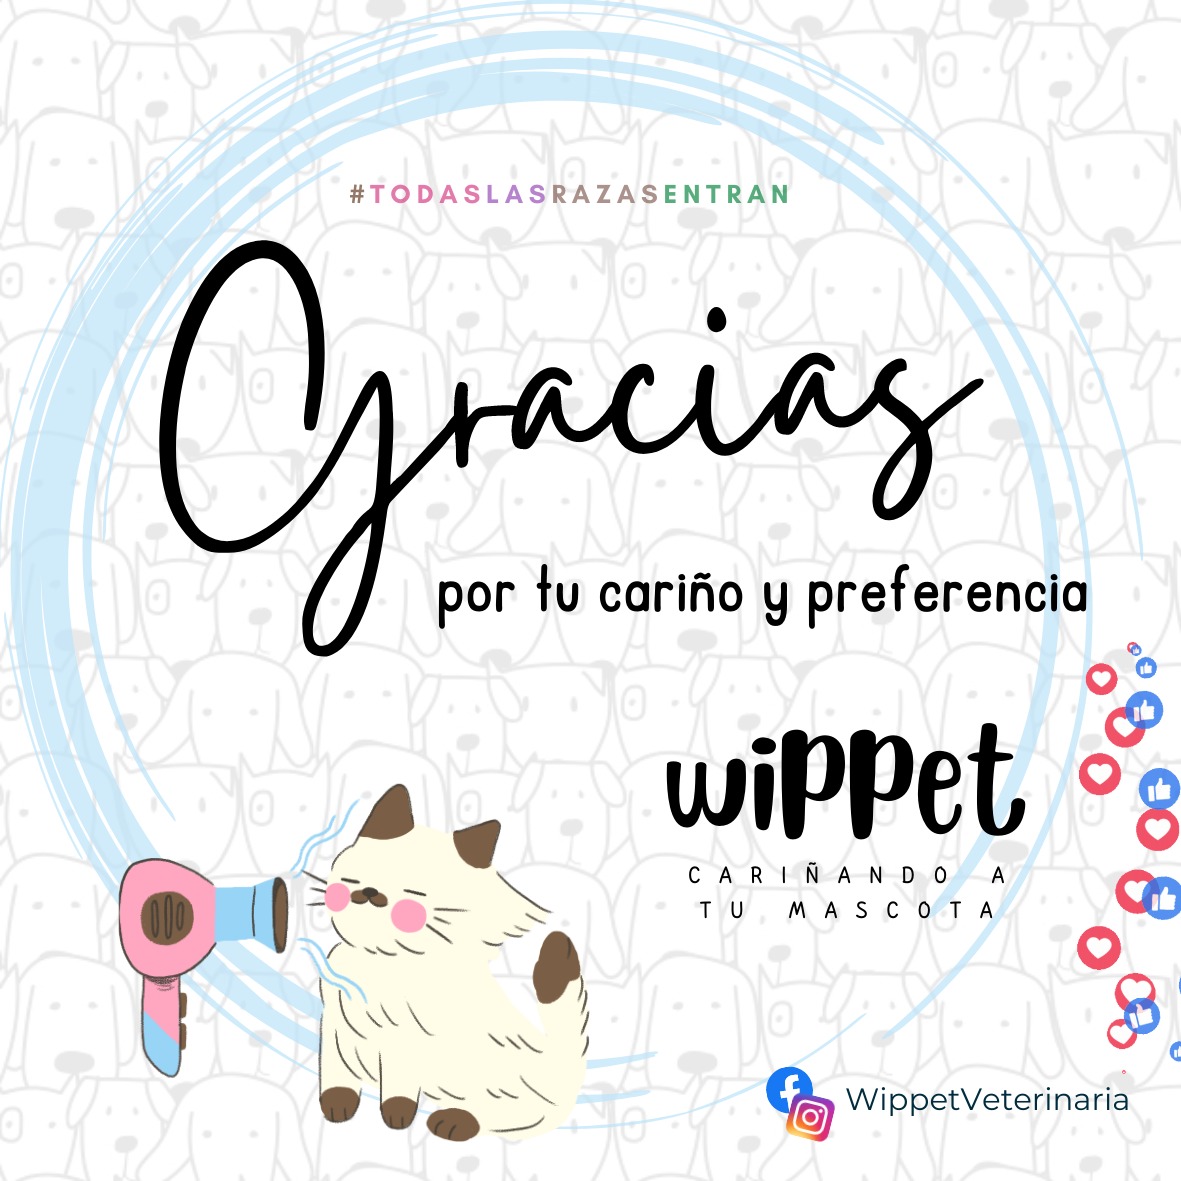 #TODASLASRAZASENTRAN
Gracias
por tu cariño y preferencia
wippet
CARIÑANDO A
TU MASCOTA
WippetVeterinaria